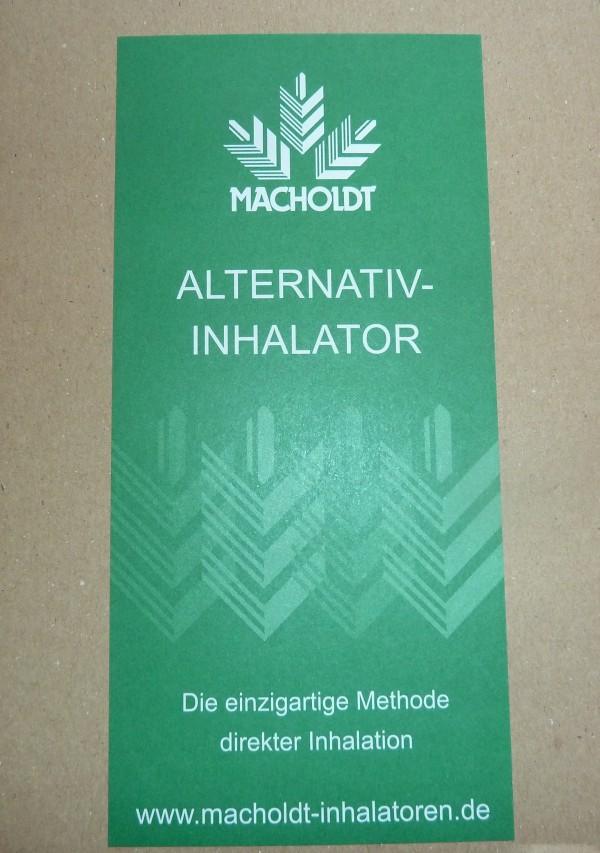 MACHOLDT
ALTERNATIV-
INHALATOR
Die einzigartige Methode
direkter Inhalation
www.macholdt-inhalatoren.de